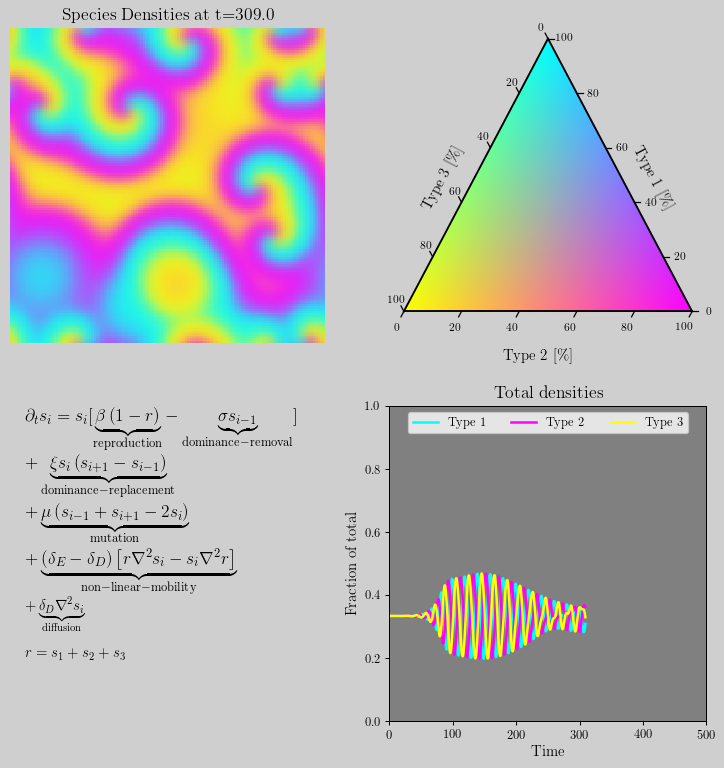 Species Densities at t=309.0
0
100
20
80
40
60
Type 3 [%]
Type 1 [%]
60
40
80
20
100
0
0 20 40 60 80 100
Type 2 [%]
∂ₜsᵢ = sᵢ[β (1 − r) − σsᵢ₋₁ ]
reproduction dominance−removal
+ ξsᵢ (sᵢ₊₁ − sᵢ₋₁)
dominance−replacement
+ μ (sᵢ₋₁ + sᵢ₊₁ − 2sᵢ)
mutation
+ (δ_E − δ_D) [r∇²sᵢ − sᵢ∇²r]
non−linear−mobility
+ δ_D∇²sᵢ
diffusion
r = s₁ + s₂ + s₃
Total densities
Type 1 Type 2 Type 3
Fraction of total
1.0
0.8
0.6
0.4
0.2
0.0
0 100 200 300 400 500
Time